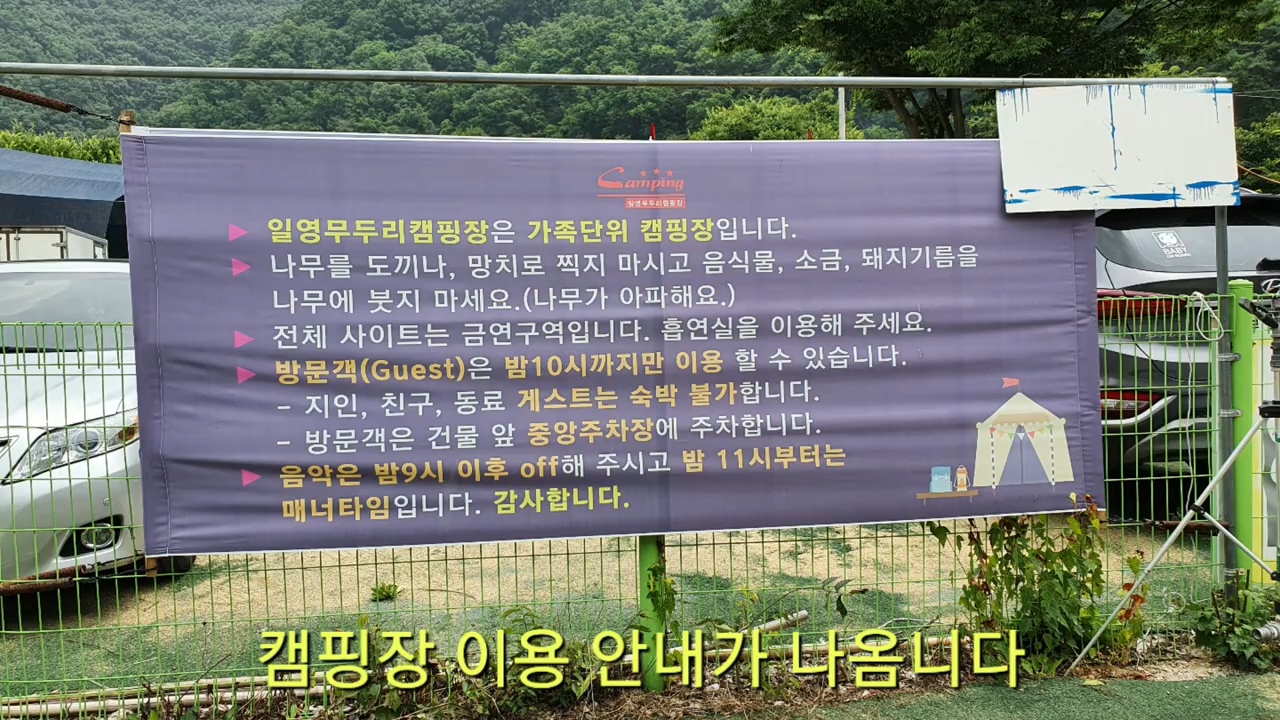 Camping
일영무두리캠핑장
일영무두리캠핑장은 가족단위 캠핑장입니다.
나무를 도끼나, 망치로 찍지 마시고 음식물, 소금, 돼지기름을
나무에 붓지 마세요.(나무가 아파해요.)
전체 사이트는 금연구역입니다. 흡연실을 이용해 주세요.
방문객(Guest)은 밤10시까지만 이용 할 수 있습니다.
- 지인, 친구, 동료 게스트는 숙박 불가합니다.
- 방문객은 건물 앞 중앙주차장에 주차합니다.
음악은 밤9시 이후 off해 주시고 밤 11시부터는
매너타임입니다. 감사합니다.
캠핑장 이용 안내가 나옵니다